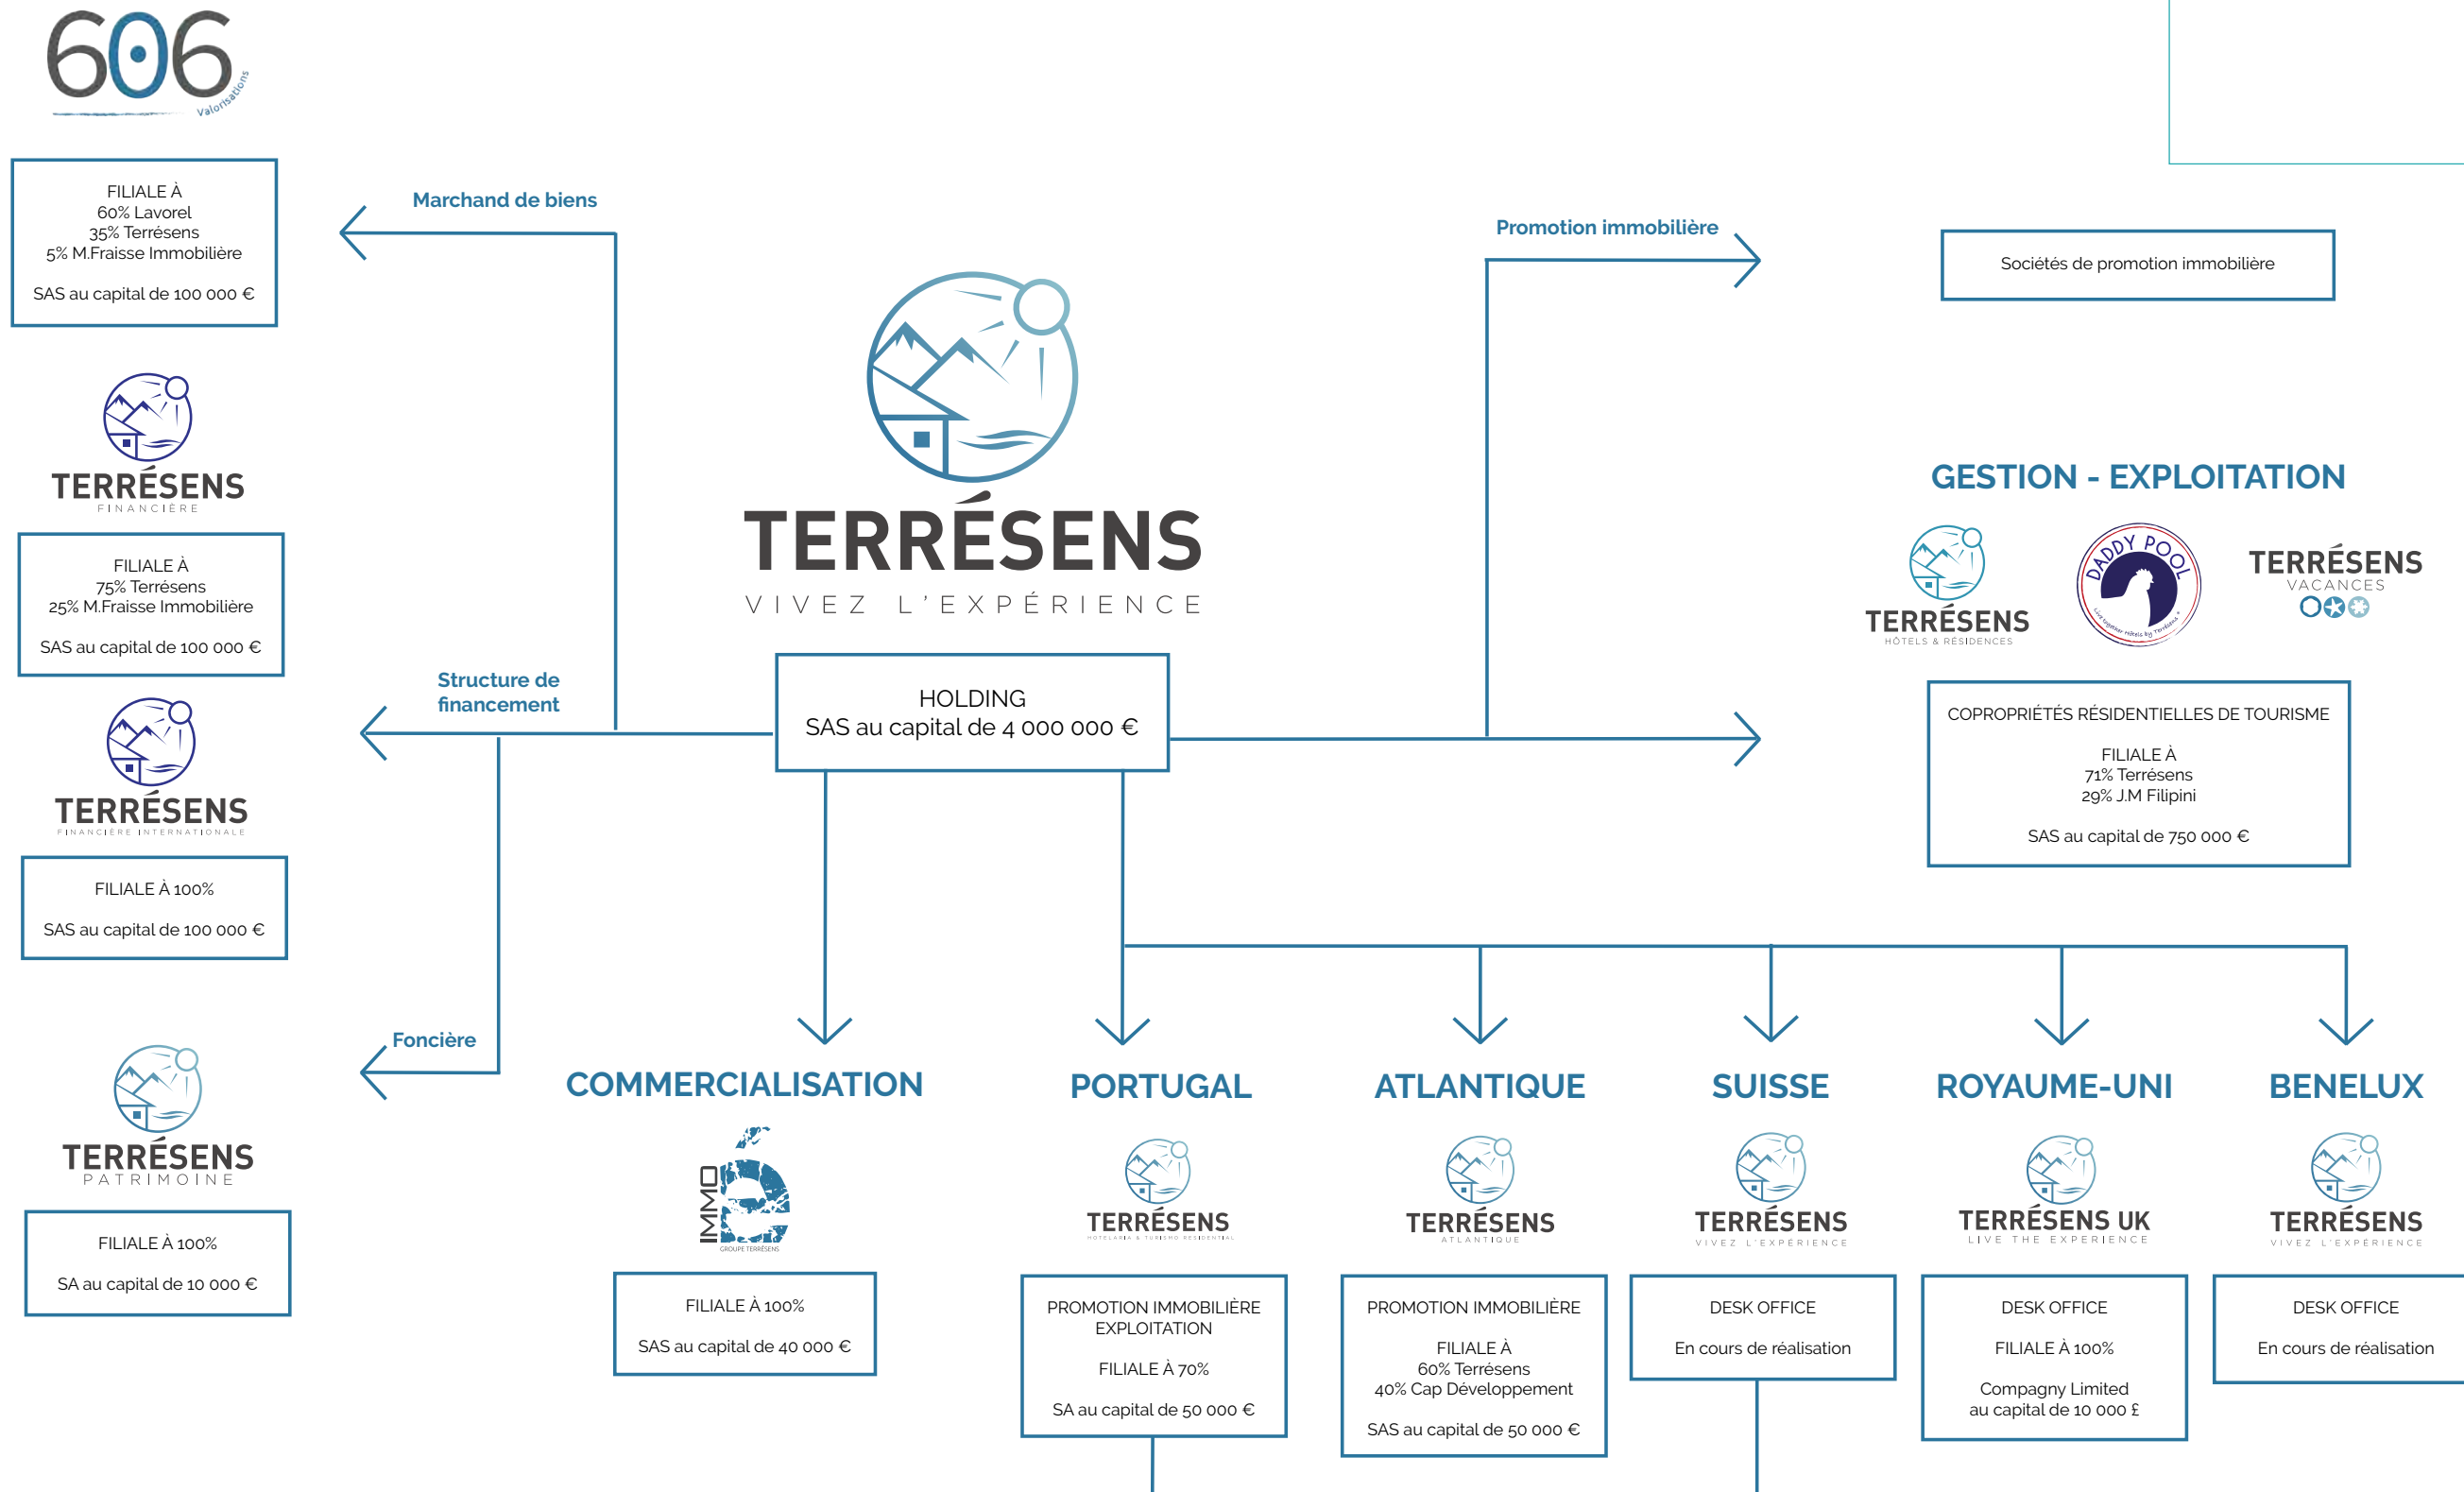 606
Valorisations
FILIALE À
60% Lavorel
35% Terrésens
5% M.Fraisse Immobilière
SAS au capital de 100 000 €
TERRÉSENS
FINANCIÈRE
FILIALE À
75% Terrésens
25% M.Fraisse Immobilière
SAS au capital de 100 000 €
TERRÉSENS
FINANCIÈRE INTERNATIONALE
FILIALE À 100%
SAS au capital de 100 000 €
TERRÉSENS
PATRIMOINE
FILIALE À 100%
SA au capital de 10 000 €
Marchand de biens
Structure de
financement
Foncière
TERRÉSENS
VIVEZ L'EXPÉRIENCE
HOLDING
SAS au capital de 4 000 000 €
Promotion immobilière
Sociétés de promotion immobilière
GESTION - EXPLOITATION
TERRÉSENS
HÔTELS & RÉSIDENCES
DADDY POOL
Live together Hôtels by Terrésens
TERRÉSENS
VACANCES
COPROPRIÉTÉS RÉSIDENTIELLES DE TOURISME
FILIALE À
71% Terrésens
29% J.M Filipini
SAS au capital de 750 000 €
COMMERCIALISATION
IMMO é
GROUPE TERRÉSENS
FILIALE À 100%
SAS au capital de 40 000 €
PORTUGAL
TERRÉSENS
HOTELARIA & TURISMO RESIDENTIAL
PROMOTION IMMOBILIÈRE
EXPLOITATION
FILIALE À 70%
SA au capital de 50 000 €
ATLANTIQUE
TERRÉSENS
ATLANTIQUE
PROMOTION IMMOBILIÈRE
FILIALE À
60% Terrésens
40% Cap Développement
SAS au capital de 50 000 €
SUISSE
TERRÉSENS
VIVEZ L'EXPÉRIENCE
DESK OFFICE
En cours de réalisation
ROYAUME-UNI
TERRÉSENS UK
LIVE THE EXPERIENCE
DESK OFFICE
FILIALE À 100%
Compagny Limited
au capital de 10 000 £
BENELUX
TERRÉSENS
VIVEZ L'EXPÉRIENCE
DESK OFFICE
En cours de réalisation